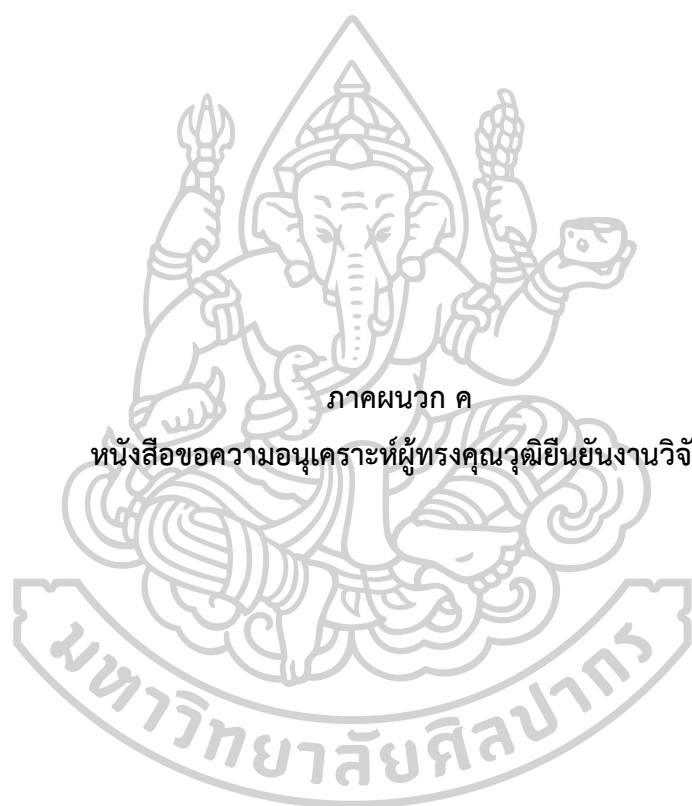 ภาคผนวก ค
หนังสือขอความอนุเคราะห์ผู้ทรงคุณวุฒิยืนยันงานวิจั
มหาวิทยาลัยศิลปากร